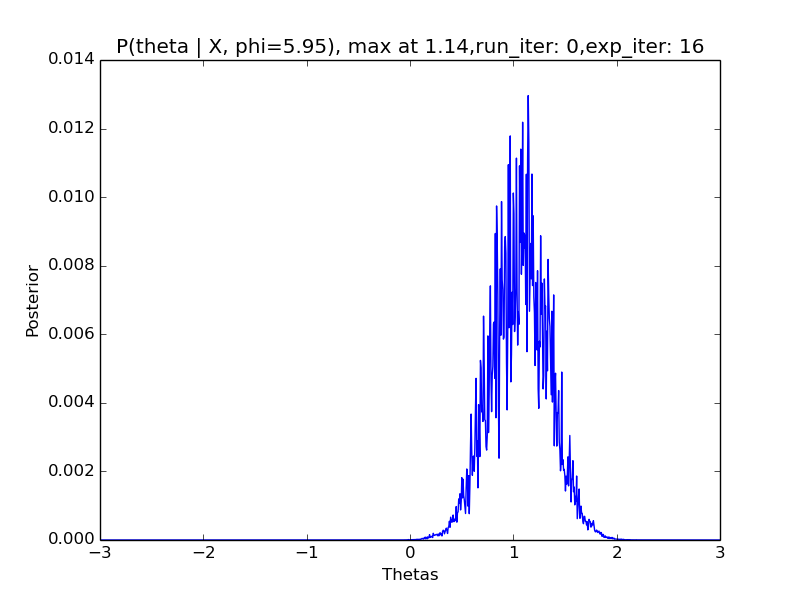 P(theta | X, phi=5.95), max at 1.14,run_iter: 0,exp_iter: 16
0.014
0.012
0.010
0.008
0.006
0.004
0.002
0.000
Posterior
−3 −2 −1 0 1 2 3
Thetas